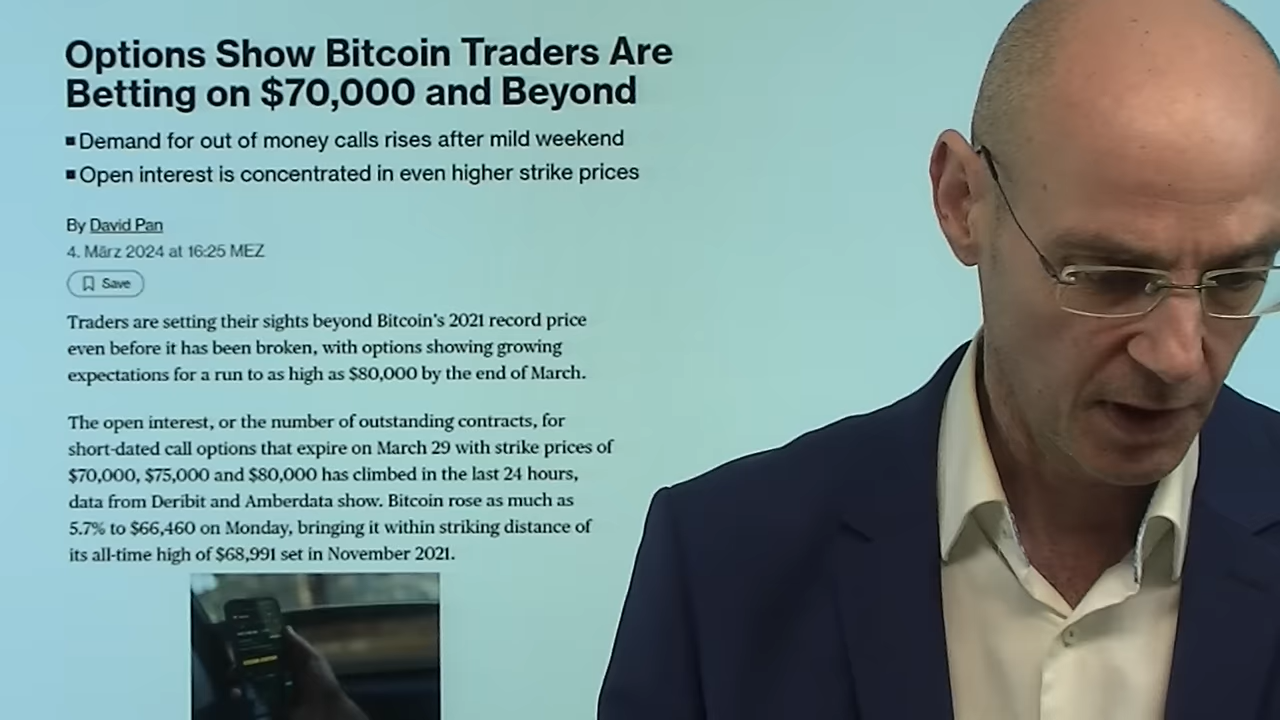 Options Show Bitcoin Traders Are
Betting on $70,000 and Beyond
▪Demand for out of money calls rises after mild weekend
▪Open interest is concentrated in even higher strike prices
By David Pan
4. März 2024 at 16:25 MEZ
Save
Traders are setting their sights beyond Bitcoin's 2021 record price
even before it has been broken, with options showing growing
expectations for a run to as high as $80,000 by the end of March.
The open interest, or the number of outstanding contracts, for
short-dated call options that expire on March 29 with strike prices of
$70,000, $75,000 and $80,000 has climbed in the last 24 hours,
data from Deribit and Amberdata show. Bitcoin rose as much as
5.7% to $66,460 on Monday, bringing it within striking distance of
its all-time high of $68,991 set in November 2021.